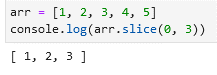 arr = [1, 2, 3, 4, 5]
console.log(arr.slice(0, 3))
[ 1, 2, 3 ]